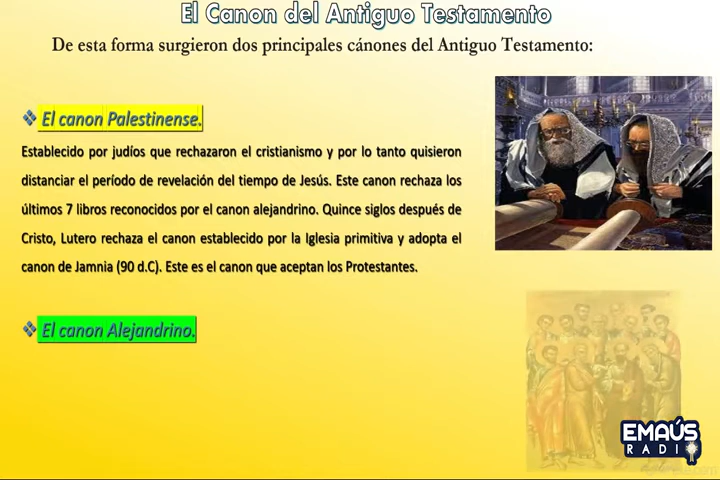 El Canon del Antiguo Testamento
De esta forma surgieron dos principales cánones del Antiguo Testamento:
El canon Palestinense.
Establecido por judíos que rechazaron el cristianismo y por lo tanto quisieron
distanciar el período de revelación del tiempo de Jesús. Este canon rechaza los
últimos 7 libros reconocidos por el canon alejandrino. Quince siglos después de
Cristo, Lutero rechaza el canon establecido por la Iglesia primitiva y adopta el
canon de Jamnia (90 d.C). Este es el canon que aceptan los Protestantes.
El canon Alejandrino.
EMAÚS
RADI